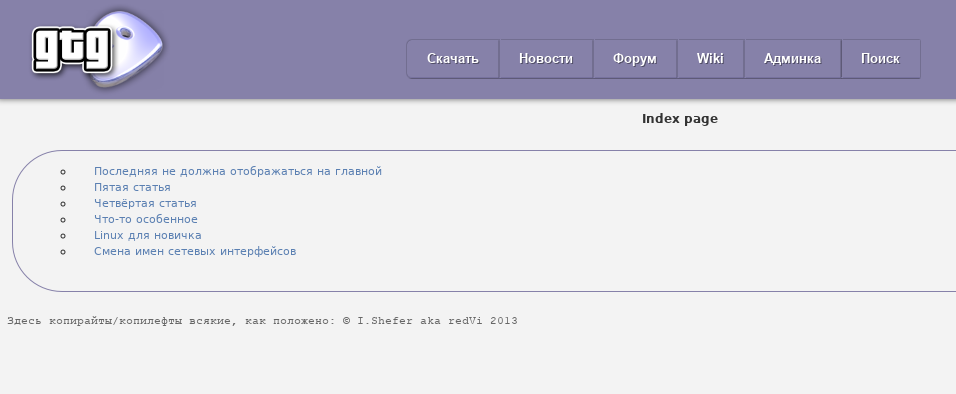 gtg
Скачать Новости Форум Wiki Админка Поиск
Index page
Последняя не должна отображаться на главной
Пятая статья
Четвёртая статья
Что-то особенное
Linux для новичка
Смена имен сетевых интерфейсов
Здесь копирайты/копилефты всякие, как положено: © I.Shefer aka redVi 2013